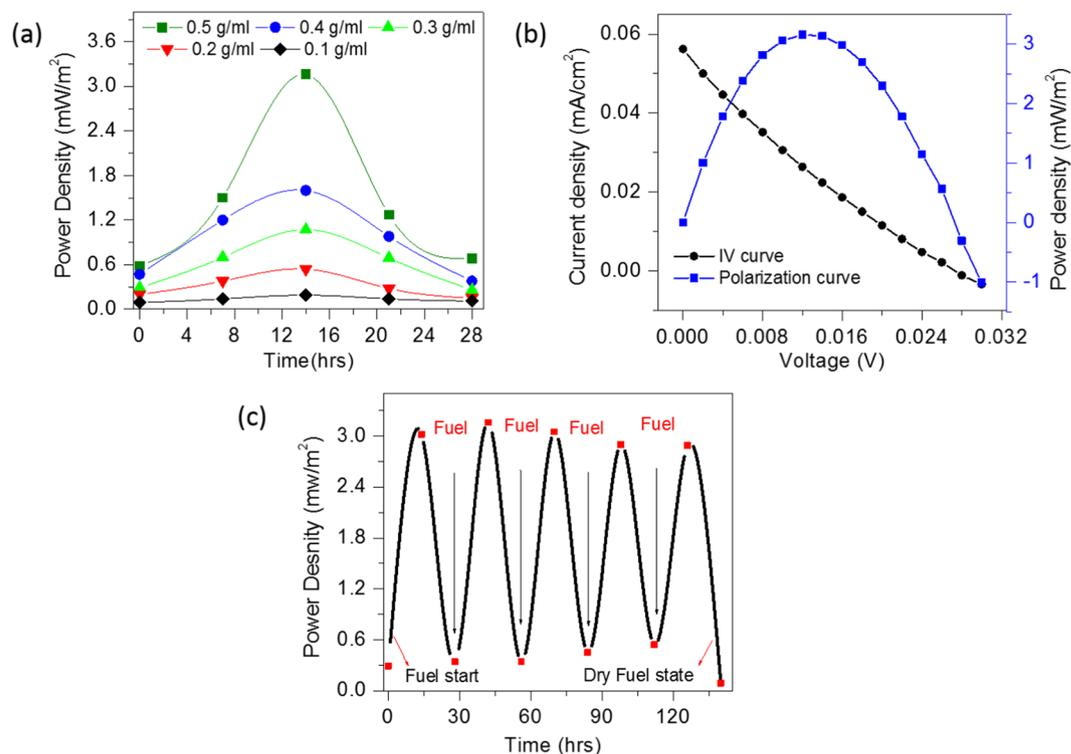 (a)
0.5 g/ml 0.4 g/ml 0.3 g/ml
0.2 g/ml 0.1 g/ml
Power Density (mW/m²)
3.6
3.0
2.4
1.8
1.2
0.6
0.0
0 4 8 12 16 20 24 28
Time(hrs)
(b)
Current density (mA/cm²)
0.06
0.04
0.02
0.00
IV curve
Polarization curve
3
2
1
0
-1
Power density (mW/m²)
0.000 0.008 0.016 0.024 0.032
Voltage (V)
(c)
Power Desnity (mw/m²)
3.0
2.4
1.8
1.2
0.6
0.0
Fuel Fuel Fuel Fuel
Fuel start Dry Fuel state
0 30 60 90 120
Time (hrs)